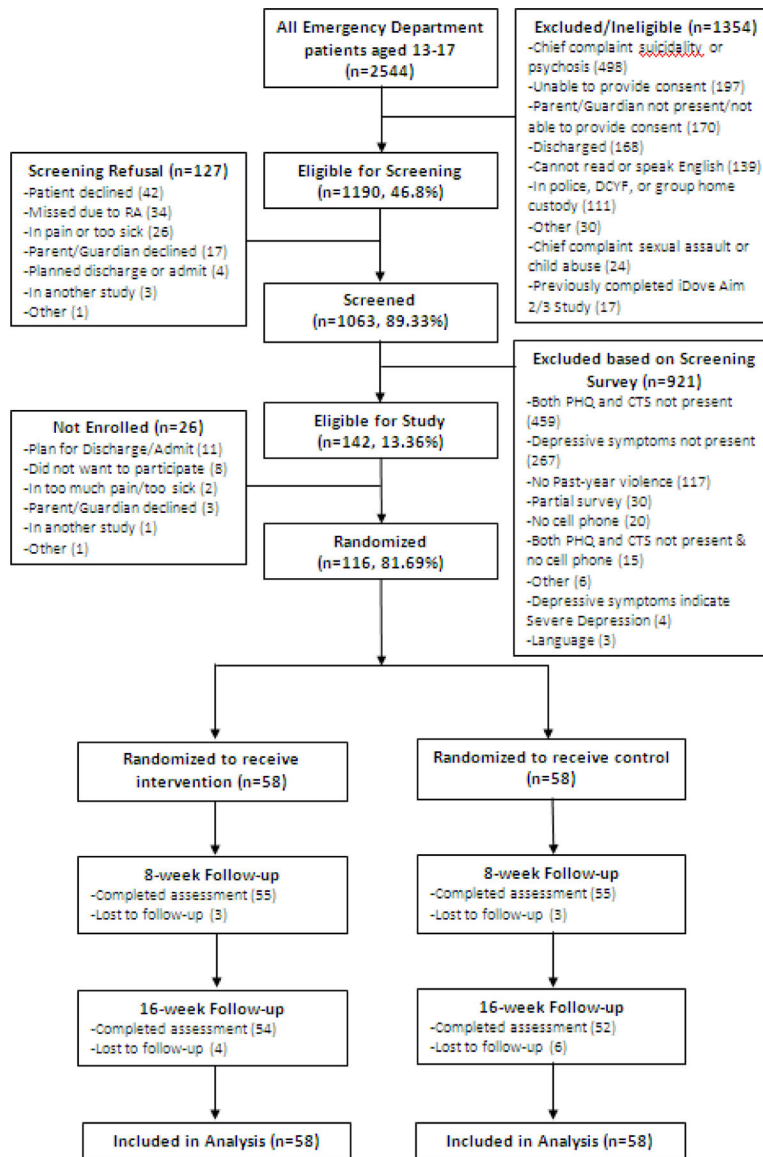 All Emergency Department
patients aged 13-17
(n=2544)
Excluded/Ineligible (n=1354)
-Chief complaint suicidality or
psychosis (498)
-Unable to provide consent (197)
-Parent/Guardian not present/not
able to provide consent (170)
-Discharged (168)
-Cannot read or speak English (139)
-In police, DCYF, or group home
custody (111)
-Other (30)
-Chief complaint sexual assault or
child abuse (24)
-Previously completed iDove Aim
2/3 Study (17)
Eligible for Screening
(n=1190, 46.8%)
Screening Refusal (n=127)
-Patient declined (42)
-Missed due to RA (34)
-In pain or too sick (26)
-Parent/Guardian declined (17)
-Planned discharge or admit (4)
-In another study (3)
-Other (1)
Screened
(n=1063, 89.33%)
Excluded based on Screening
Survey (n=921)
-Both PHQ and CTS not present
(459)
-Depressive symptoms not present
(267)
-No Past-year violence (117)
-Partial survey (30)
-No cell phone (20)
-Both PHQ and CTS not present &
no cell phone (15)
-Other (6)
-Depressive symptoms indicate
Severe Depression (4)
-Language (3)
Eligible for Study
(n=142, 13.36%)
Not Enrolled (n=26)
-Plan for Discharge/Admit (11)
-Did not want to participate (8)
-In too much pain/too sick (2)
-Parent/Guardian declined (3)
-In another study (1)
-Other (1)
Randomized
(n=116, 81.69%)
Randomized to receive
intervention (n=58)
Randomized to receive control
(n=58)
8-week Follow-up
-Completed assessment (55)
-Lost to follow-up (3)
8-week Follow-up
-Completed assessment (55)
-Lost to follow-up (3)
16-week Follow-up
-Completed assessment (54)
-Lost to follow-up (4)
16-week Follow-up
-Completed assessment (52)
-Lost to follow-up (6)
Included in Analysis (n=58)
Included in Analysis (n=58)